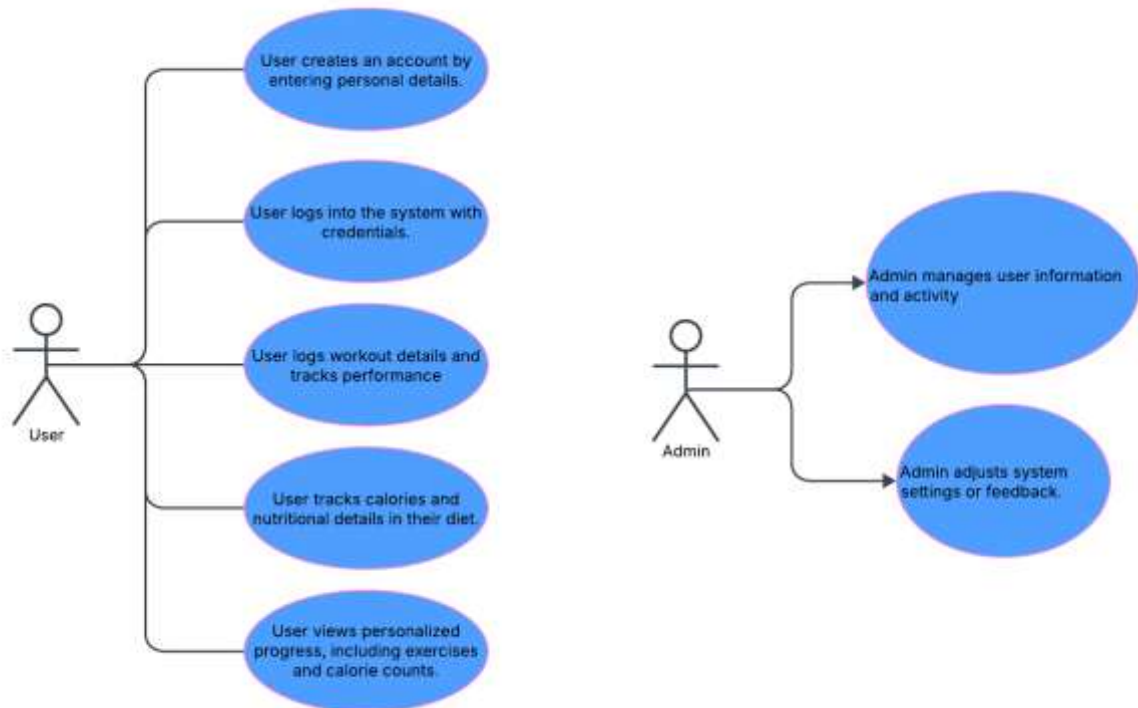 User creates an account by
entering personal details.
User logs into the system with
credentials.
User logs workout details and
tracks performance
User
User tracks calories and
nutritional details in their diet.
User views personalized
progress, including exercises
and calorie counts.
Admin manages user information
and activity
Admin
Admin adjusts system
settings or feedback.